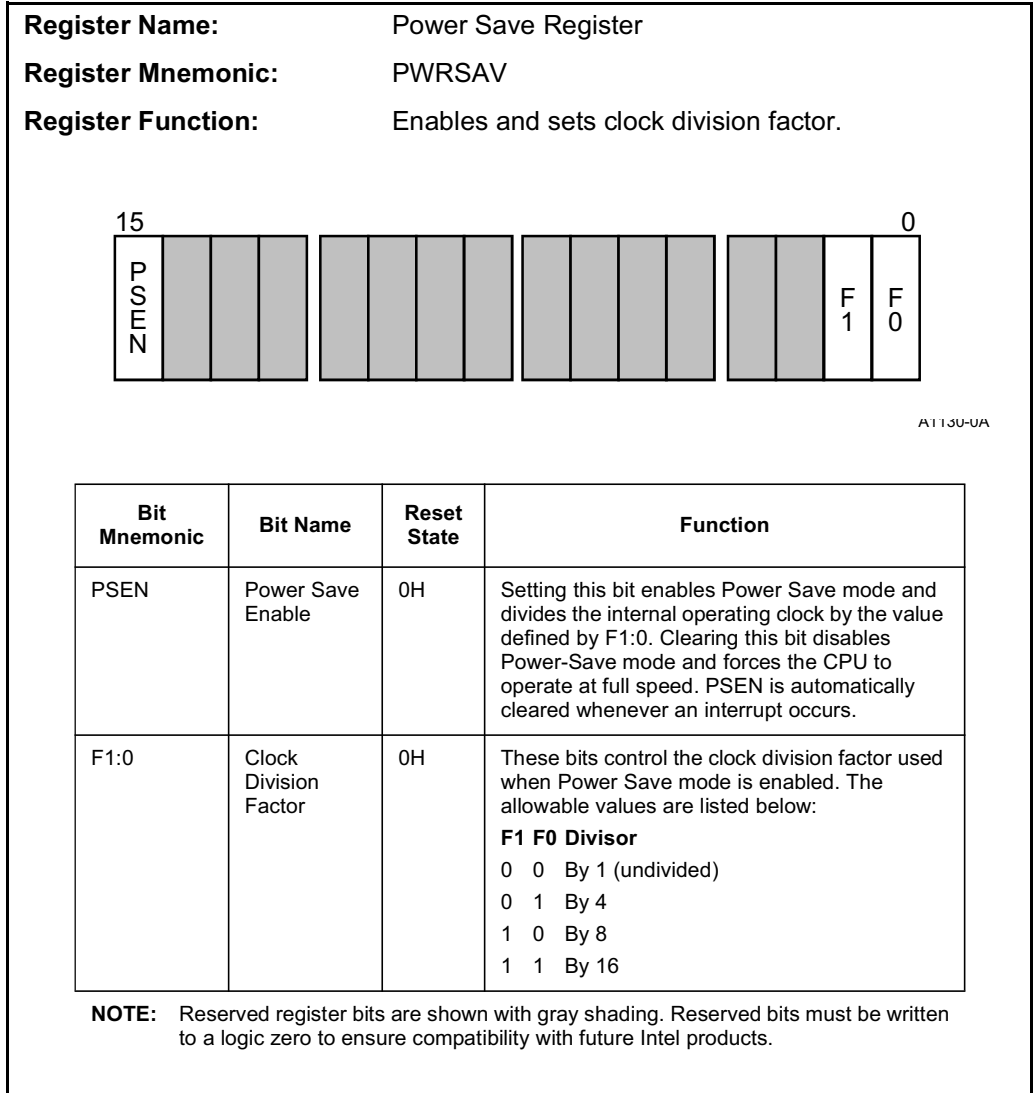 Register Name: Power Save Register
Register Mnemonic: PWRSAV
Register Function: Enables and sets clock division factor.
15 0
PSEN F1 F0
A1130-0A
Bit Mnemonic Bit Name Reset State Function
PSEN Power Save Enable 0H Setting this bit enables Power Save mode and
divides the internal operating clock by the value
defined by F1:0. Clearing this bit disables
Power-Save mode and forces the CPU to
operate at full speed. PSEN is automatically
cleared whenever an interrupt occurs.
F1:0 Clock Division Factor 0H These bits control the clock division factor used
when Power Save mode is enabled. The
allowable values are listed below:
F1 F0 Divisor
0 0 By 1 (undivided)
0 1 By 4
1 0 By 8
1 1 By 16
NOTE: Reserved register bits are shown with gray shading. Reserved bits must be written
to a logic zero to ensure compatibility with future Intel products.